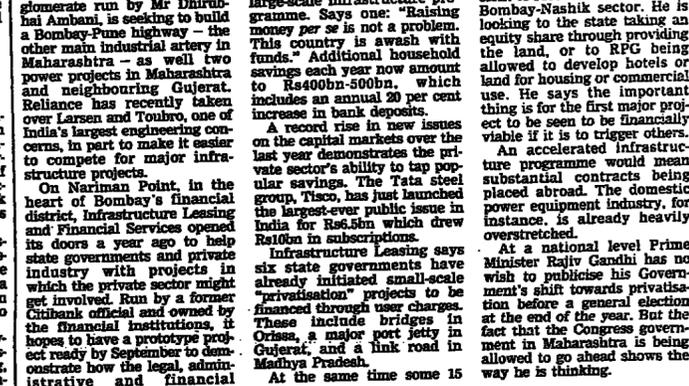 glomerate run by Mr Dhirub-
hai Ambani, is seeking to build
a Bombay-Pune highway — the
other main industrial artery in
Maharashtra — as well two
power projects in Maharashtra
and neighbouring Gujerat.
Reliance has recently taken
over Larsen and Toubro, one of
India's largest engineering con-
cerns, in part to make it easier
to compete for major infra-
structure projects.
On Nariman Point, in the
heart of Bombay's financial
district, Infrastructure Leasing
and Financial Services opened
its doors a year ago to help
state governments and private
industry with projects in
which the private sector might
get involved. Run by a former
Citibank official and owned by
the financial institutions, it
hopes to have a prototype proj-
ect ready by September to dem-
onstrate how the legal, admin-
istrative and financial
large-scale infrastructure pro-
gramme. Says one: "Raising
money per se is not a problem.
This country is awash with
funds." Additional household
savings each year now amount
to Rs400bn-500bn, which
includes an annual 20 per cent
increase in bank deposits.
A record rise in new issues
on the capital markets over the
last year demonstrates the pri-
vate sector's ability to tap pop-
ular savings. The Tata steel
group, Tisco, has just launched
the largest-ever public issue in
India for Rs6.5bn which drew
Rs10bn in subscriptions.
Infrastructure Leasing says
six state governments have
already initiated small-scale
"privatisation" projects to be
financed through user charges.
These include bridges in
Orissa, a major port jetty in
Gujerat, and a link road in
Madhya Pradesh.
At the same time some 15
Bombay-Nashik sector. He is
looking to the state taking an
equity share through providing
the land, or to RPG being
allowed to develop hotels or
land for housing or commercial
use. He says the important
thing is for the first major proj-
ect to be seen to be financially
viable if it is to trigger others.
An accelerated infrastruc-
ture programme would mean
substantial contracts being
placed abroad. The domestic
power equipment industry, for
instance, is already heavily
overstretched.
At a national level Prime
Minister Rajiv Gandhi has no
wish to publicise his Govern-
ment's shift towards privatisa-
tion before a general election
at the end of the year. But the
fact that the Congress govern-
ment in Maharashtra is being
allowed to go ahead shows the
way he is thinking.